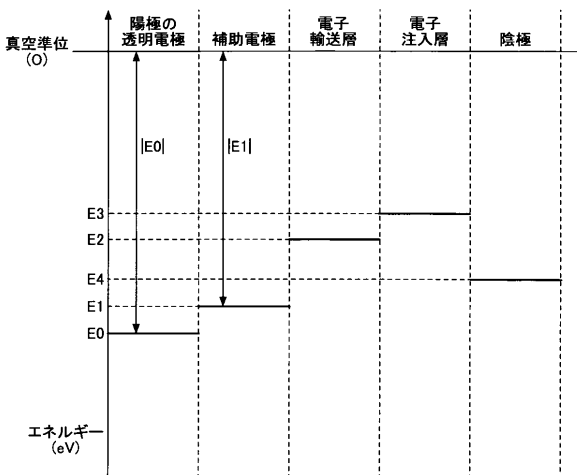 陽極の
透明電極
補助電極
電子
輸送層
電子
注入層
陰極
真空準位
(O)
|E0|
|E1|
E3
E2
E4
E1
E0
エネルギー
(eV)